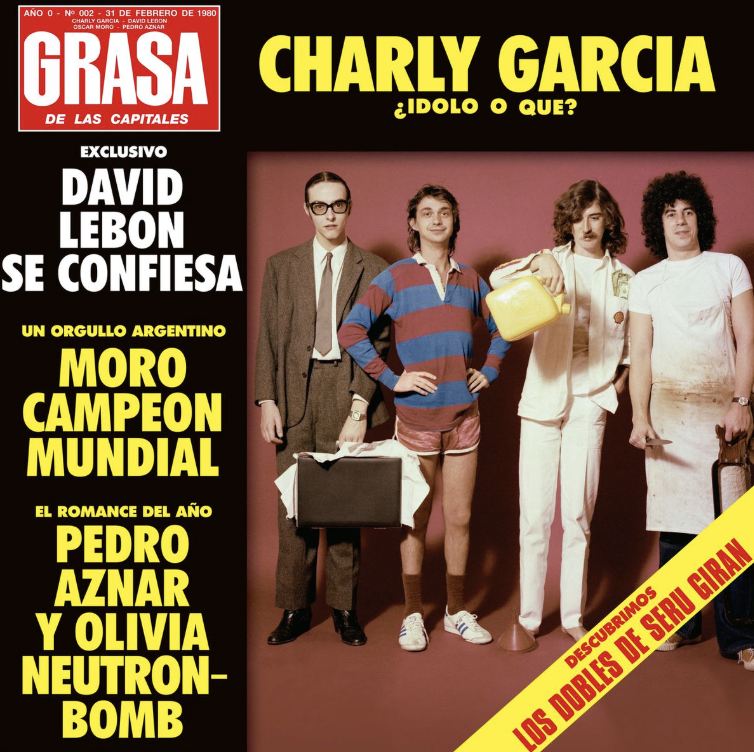 AÑO 0 - Nº 002 - 31 DE FEBRERO DE 1980
CHARLY GARCIA - DAVID LEBON
OSCAR MORO - PEDRO AZNAR
GRASA
DE LAS CAPITALES
CHARLY GARCIA
¿IDOLO O QUE?
EXCLUSIVO
DAVID
LEBON
SE CONFIESA
UN ORGULLO ARGENTINO
MORO
CAMPEON
MUNDIAL
EL ROMANCE DEL AÑO
PEDRO
AZNAR
Y OLIVIA
NEUTRON-
BOMB
DESCUBRIMOS
LOS DOBLES DE SERU GIRAN